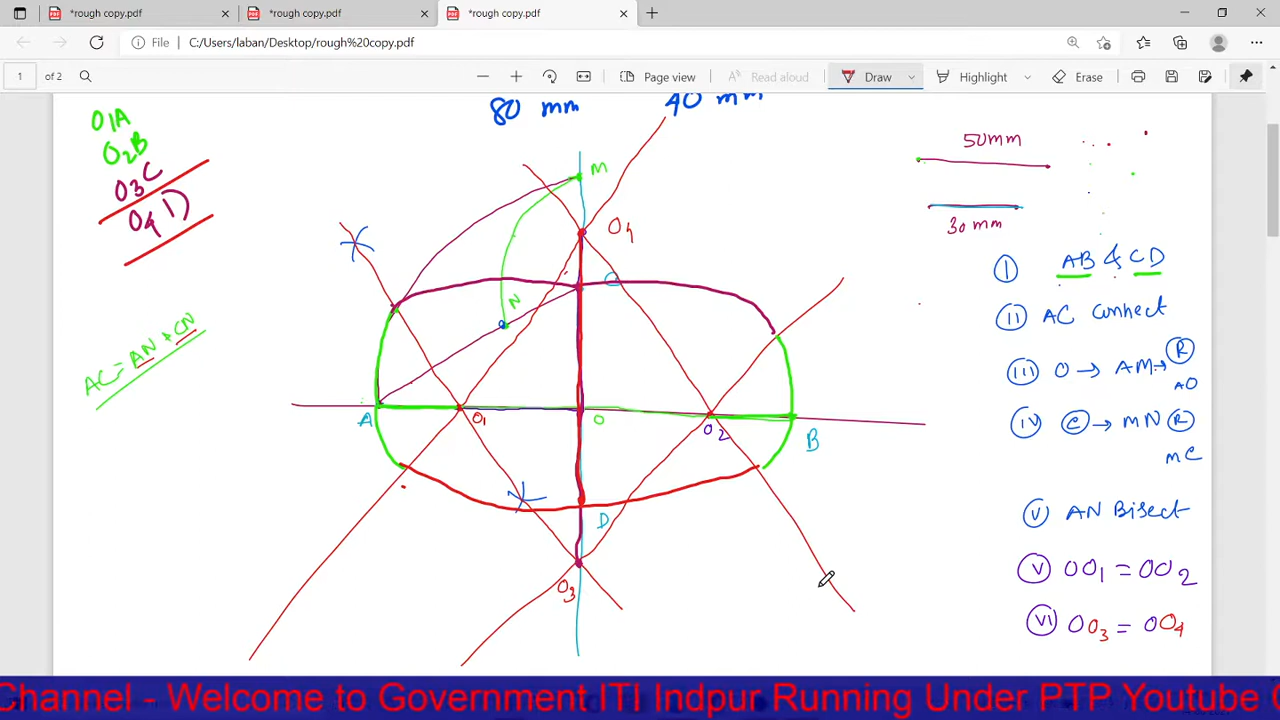 *rough copy.pdf
*rough copy.pdf
*rough copy.pdf
File
C:/Users/laban/Desktop/rough%20copy.pdf
1
of 2
Page view
Read aloud
Draw
Highlight
Erase
80 mm
40 mm
O1A
O2B
O3C
O4D
AC = AN + CN
M
O4
C
N
A
O1
O
O2
B
D
O3
50mm
30mm
I AB & CD
II AC connect
III O → AM → R
AO
IV C → MN R
MC
V AN Bisect
V OO1 = OO2
VI OO3 = OO4
Channel - Welcome to Government ITI Indpur Running Under PTP Youtube C